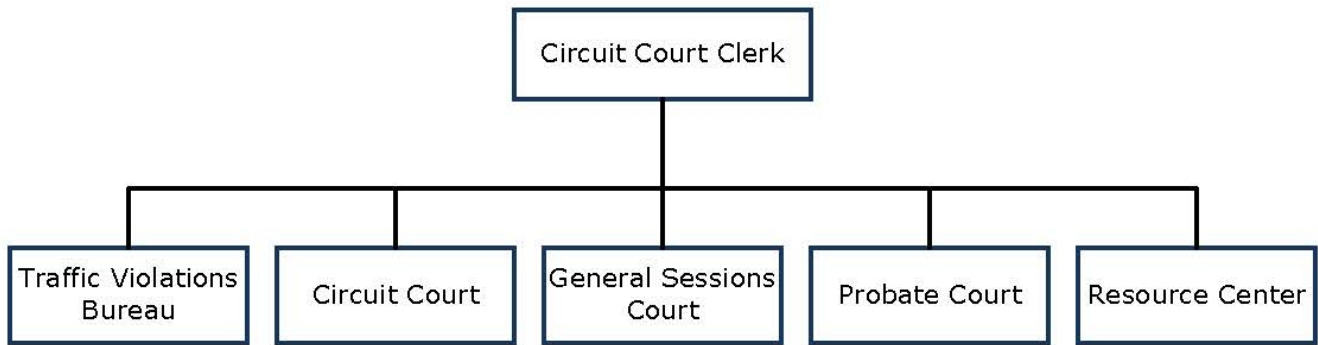 Circuit Court Clerk
Traffic Violations
Bureau
Circuit Court
General Sessions
Court
Probate Court
Resource Center